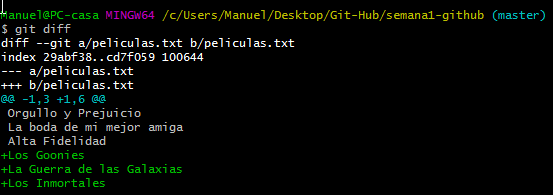 Manuel@PC-casa MINGW64 /c/Users/Manuel/Desktop/Git-Hub/semana1-github (master)
$ git diff
diff --git a/peliculas.txt b/peliculas.txt
index 29abf38..cd7f059 100644
--- a/peliculas.txt
+++ b/peliculas.txt
@@ -1,3 +1,6 @@
 Orgullo y Prejuicio
 La boda de mi mejor amiga
 Alta Fidelidad
+Los Goonies
+La Guerra de las Galaxias
+Los Inmortales